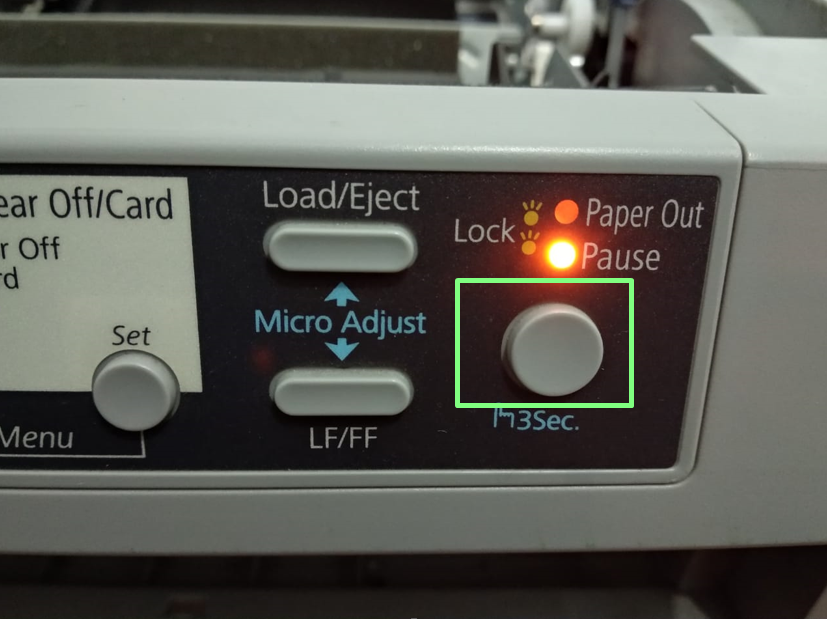 ear Off/Card
r Off
rd
Set
Menu
Load/Eject
Micro Adjust
LF/FF
Paper Out
Lock
Pause
3Sec.